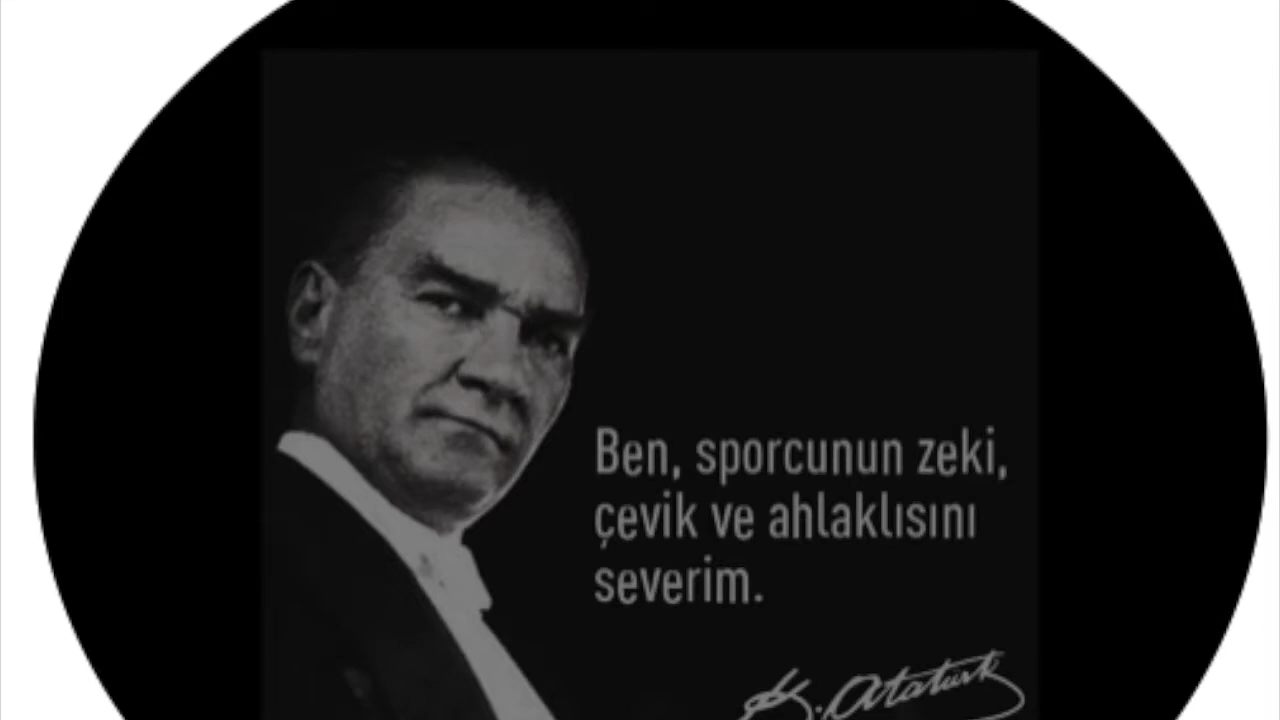 Ben, sporcunun zeki,
çevik ve ahlaklısını
severim.
K. Atatürk